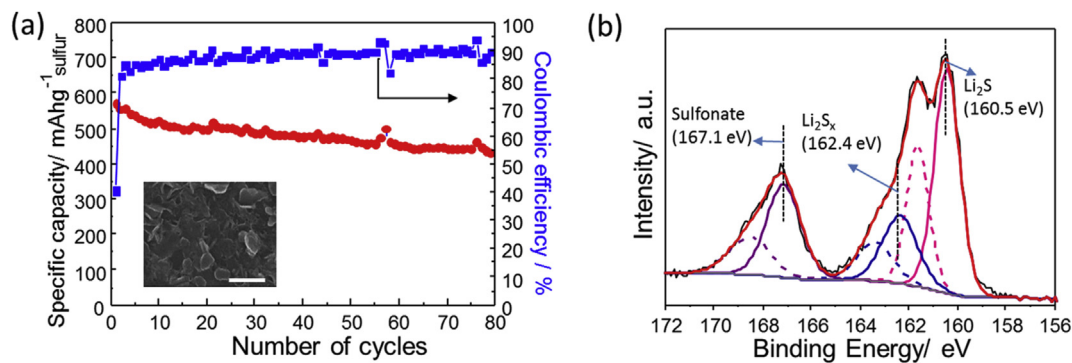 (a)
800
700
600
500
400
300
200
100
0
Specific capacity/ mAhg⁻¹sulfur
0
10
20
30
40
50
60
70
80
Number of cycles
100
90
80
70
60
50
40
30
20
10
0
Coulombic efficiency / %
(b)
Intensity/ a.u.
Sulfonate
(167.1 eV)
Li₂Sₓ
(162.4 eV)
Li₂S
(160.5 eV)
172
170
168
166
164
162
160
158
156
Binding Energy/ eV